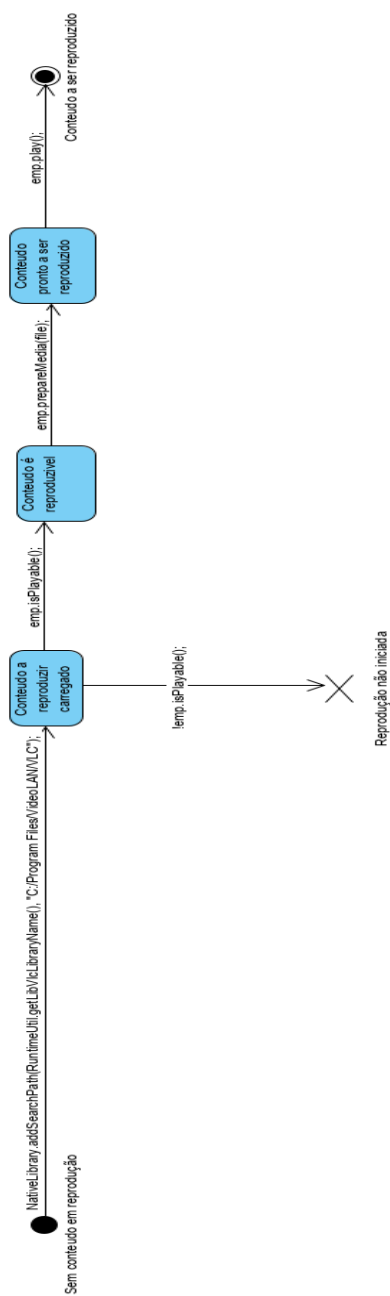 Sem conteudo em reprodução
NativeLibrary.addSearchPath(RuntimeUtil.getLibVlcLibraryName(), "C:/Program Files/VideoLAN/VLC");
Conteudo a
reproduzir
carregado
!emp.isPlayable();
Reprodução não iniciada
emp.isPlayable();
Conteudo é
reproduzivel
emp.prepareMedia(file);
Conteudo
pronto a ser
reproduzido
emp.play();
Conteudo a ser reproduzido